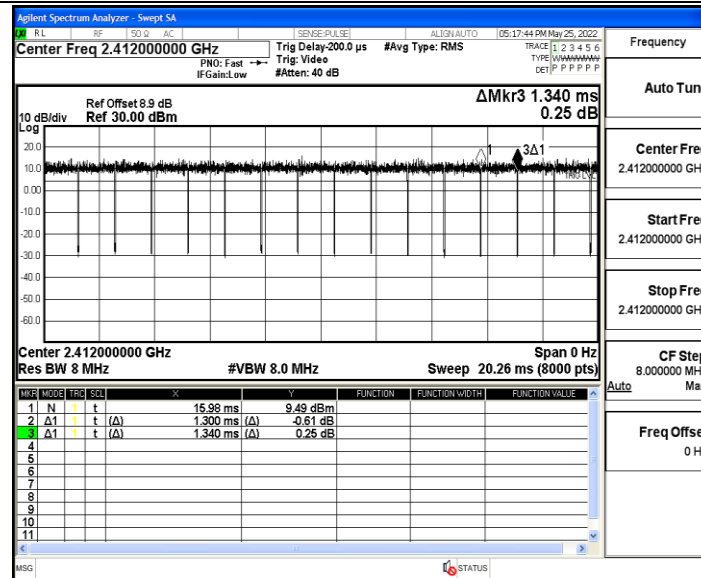 Agilent Spectrum Analyzer - Swept SA
RL RF 50 Ω AC SENSE:PULSE ALIGNAUTO 05:17:44 PM May 25, 2022
Center Freq 2.412000000 GHz
PNO: Fast
IFGain:Low
Trig Delay-200.0 µs
Trig: Video
#Atten: 40 dB
#Avg Type: RMS
TRACE 1 2 3 4 5 6
TYPE
DET P P P P P P
Frequency
Auto Tun
ΔMkr3 1.340 ms
0.25 dB
Ref Offset 8.9 dB
10 dB/div Ref 30.00 dBm
Log
20.0
10.0
0.00
-10.0
-20.0
-30.0
-40.0
-50.0
-60.0
1
3Δ1
TRIG LVL
Center Fre
2.412000000 GH
Start Fre
2.412000000 GH
Stop Fre
2.412000000 GH
CF Ste
8.000000 MH
Auto Ma
Freq Offse
0 H
Center 2.412000000 GHz Span 0 Hz
Res BW 8 MHz #VBW 8.0 MHz Sweep 20.26 ms (8000 pts)
MKR MODE TRC SCL X Y FUNCTION FUNCTION WIDTH FUNCTION VALUE
1 N 1 t 15.98 ms 9.49 dBm
2 Δ1 1 t (Δ) 1.300 ms (Δ) -0.61 dB
3 Δ1 1 t (Δ) 1.340 ms (Δ) 0.25 dB
4
5
6
7
8
9
10
11
MSG STATUS